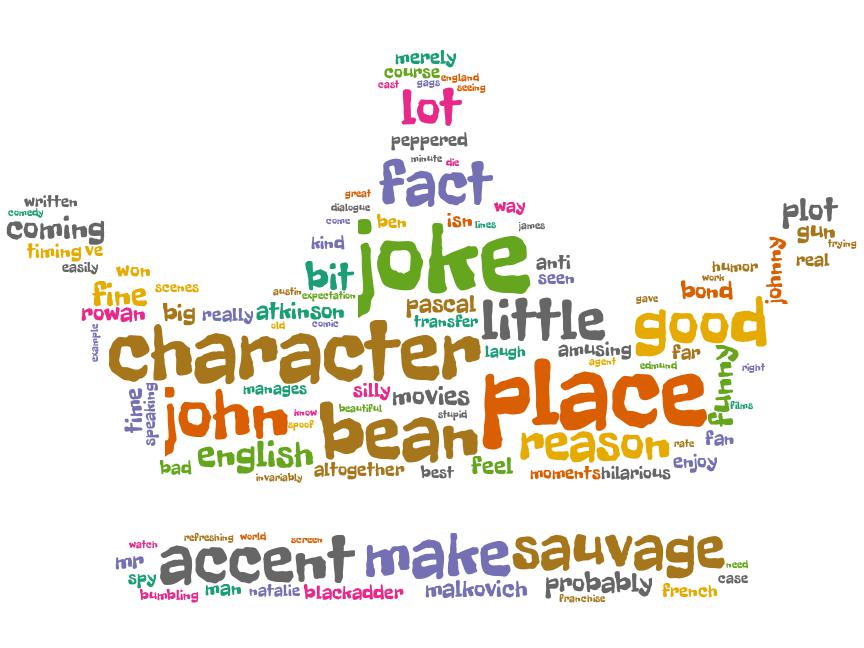 merely
course england
cast gags seeing
lot
peppered
minute die
fact
great
dialogue way
written
comedy
coming
timing ve
easily
come ben isn lines james
kind
joke
plot
gun
trying
real
johnny
won
scenes
fine
rowan
bit
austin
expectation
anti
seen
humor
work
bond
big really atkinson
old comic
pascal
transfer
little
gave
good
example
character
laugh amusing far
agent edmund
funny
right
films
time
speaking
manages
silly movies
place
john
know
spoof
beautiful
stupid
bean
reason
rate fan
bad english
invariably
altogether best feel
moments hilarious enjoy
watch refreshing world screen
mr accent make sauvage need
spy case
bumbling man natalie blackadder malkovich probably french
franchise